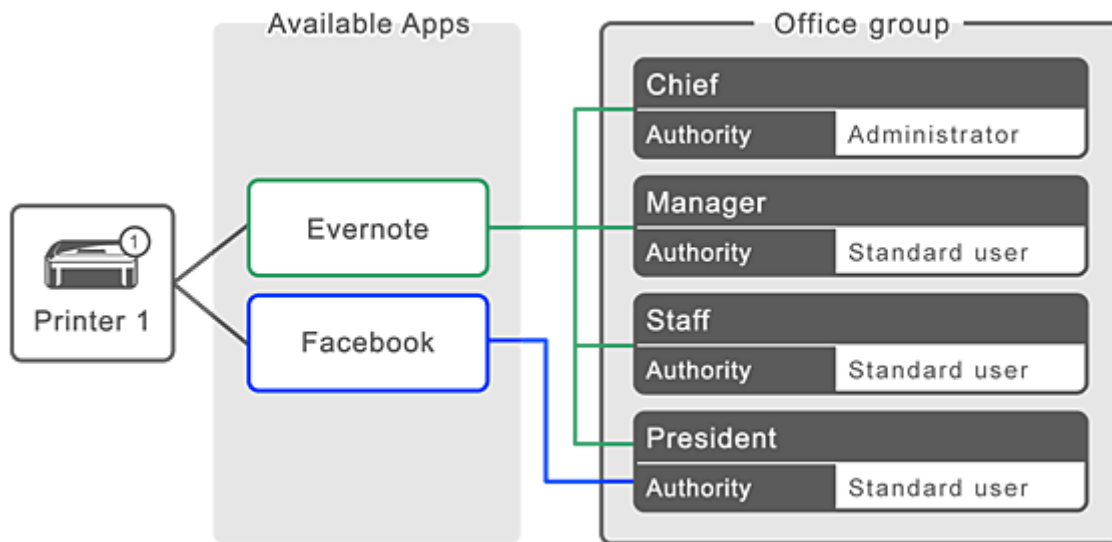 Available Apps
Office group
Chief
Authority Administrator
Manager
Authority Standard user
Evernote
1
Printer 1
Facebook
Staff
Authority Standard user
President
Authority Standard user